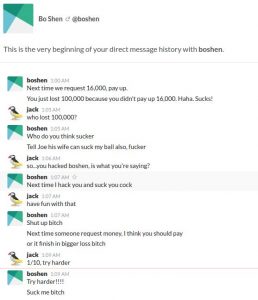 Bo Shen @boshen
This is the very beginning of your direct message history with boshen.
boshen 1:00 AM
Next time we request 16,000, pay up.
You just lost 100,000 because you didn't pay up 16,000. Haha. Sucks!
jack 1:03 AM
who lost 100,000?
boshen 1:05 AM
Who do you think sucker
Tell Joe his wife can suck my ball also, fucker
jack 1:06 AM
so...you hacked boshen, is what you're saying?
boshen 1:07 AM
Next time I hack you and suck you cock
jack 1:07 AM
have fun with that
boshen 1:07 AM
Shut up bitch
Next time someone request money, I think you should pay
or it finish in bigger loss bitch
jack 1:09 AM
1/10, try harder
boshen 1:09 AM
Try harder!!!!
Suck me bitch